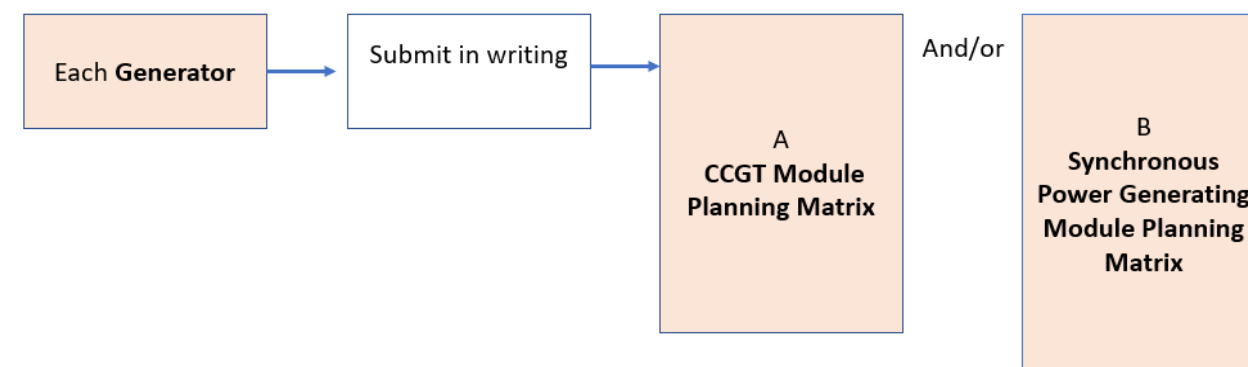 Each Generator
Submit in writing
A
CCGT Module
Planning Matrix
And/or
B
Synchronous
Power Generating
Module Planning
Matrix